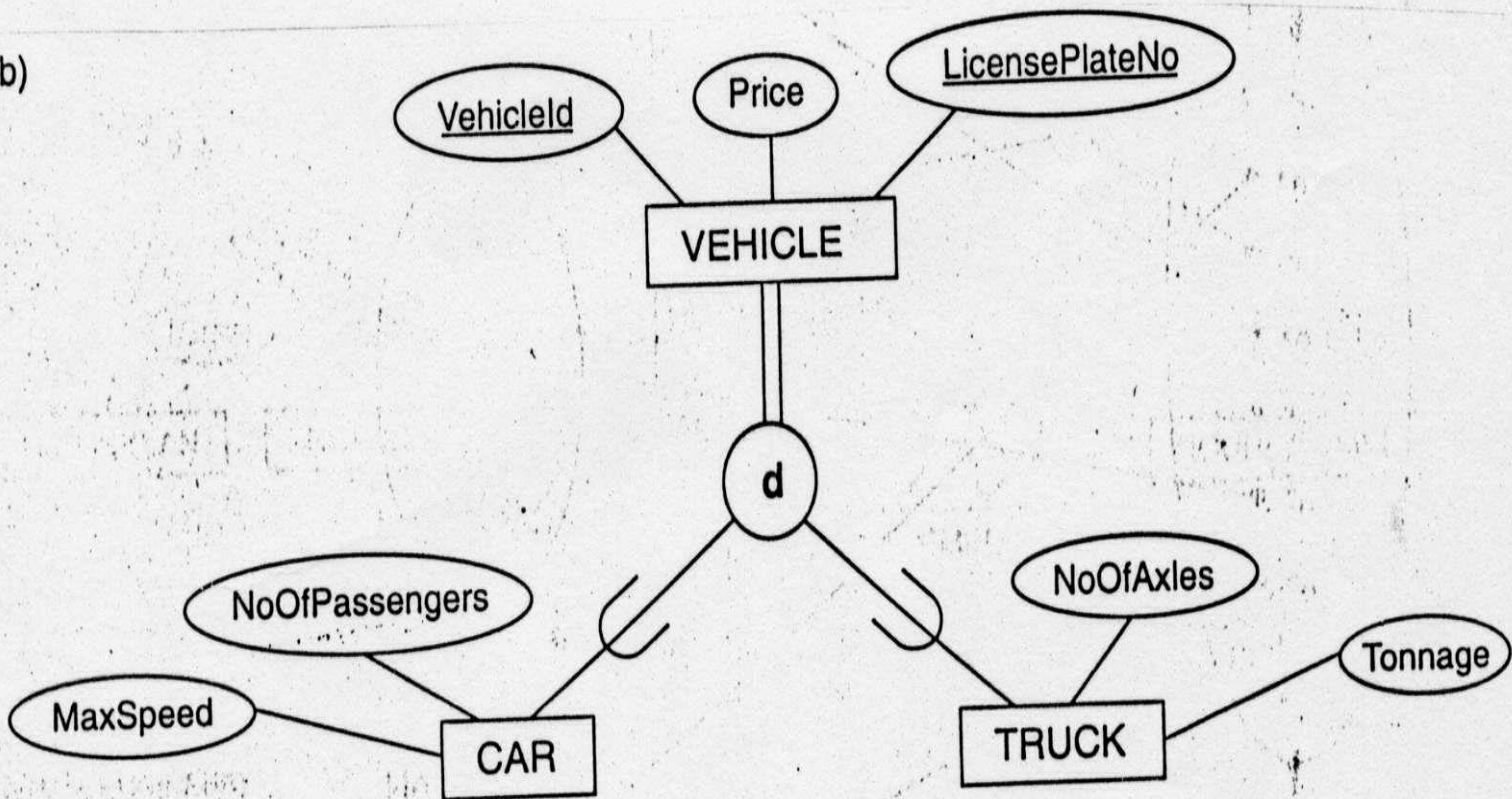 b)
VehicleId
Price
LicensePlateNo
VEHICLE
d
NoOfPassengers
NoOfAxles
MaxSpeed
Tonnage
CAR
TRUCK